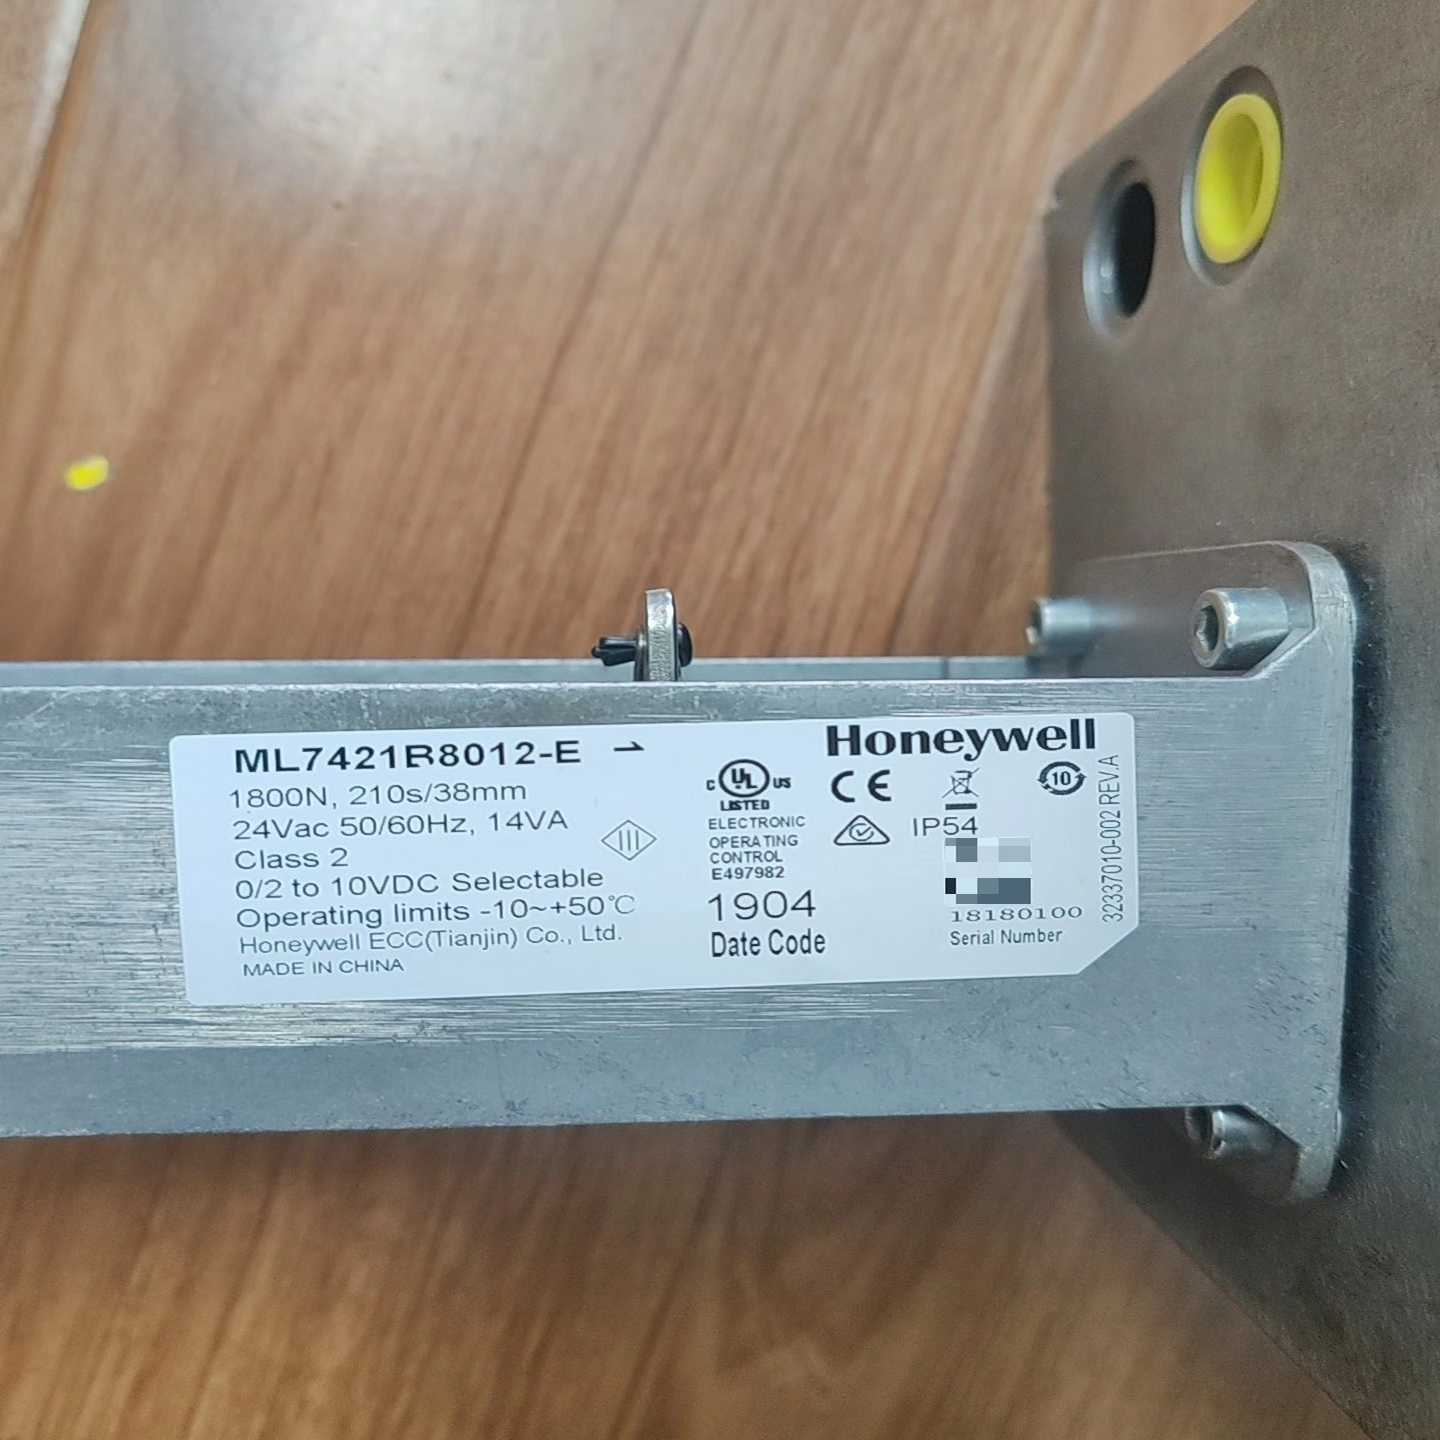 ML7421B8012-E
1800N, 210s/38mm
24Vac 50/60Hz, 14VA
Class 2
0/2 to 10VDC Selectable
Operating limits -10~+50℃
Honeywell ECC(Tianjin) Co., Ltd.
MADE IN CHINA
C UL US
LISTED
ELECTRONIC
OPERATING
CONTROL
E497982
1904
Date Code
Honeywell
CE
10
IP54
18180100
Serial Number
32337010-002 REV.A